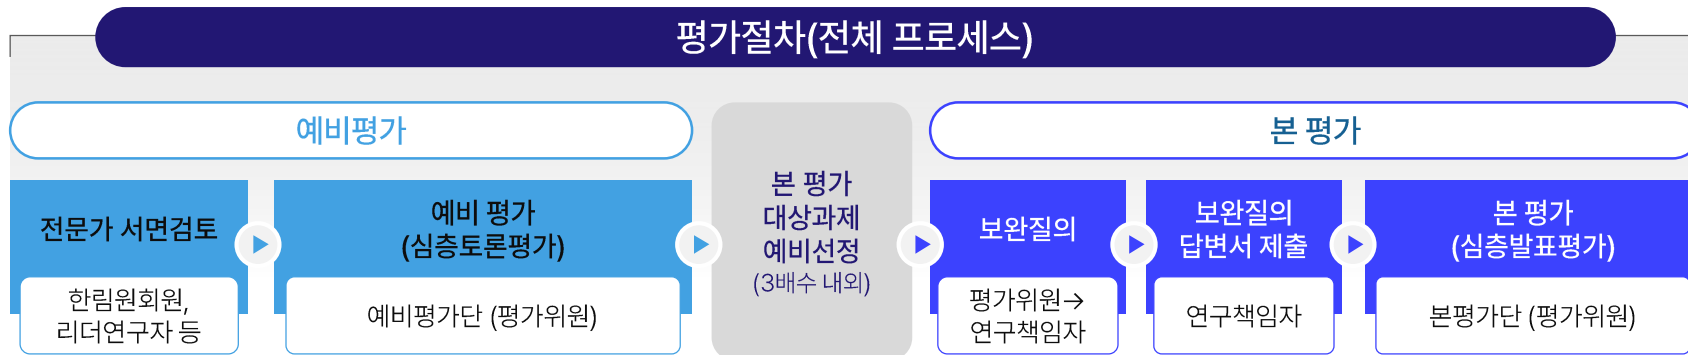 평가절차(전체 프로세스)
예비평가
전문가 서면검토
한림원회원,
리더연구자 등
예비 평가
(심층토론평가)
예비평가단 (평가위원)
본 평가
대상과제
예비선정
(3배수 내외)
본 평가
보완질의
평가위원→
연구책임자
보완질의
답변서 제출
연구책임자
본 평가
(심층발표평가)
본평가단 (평가위원)